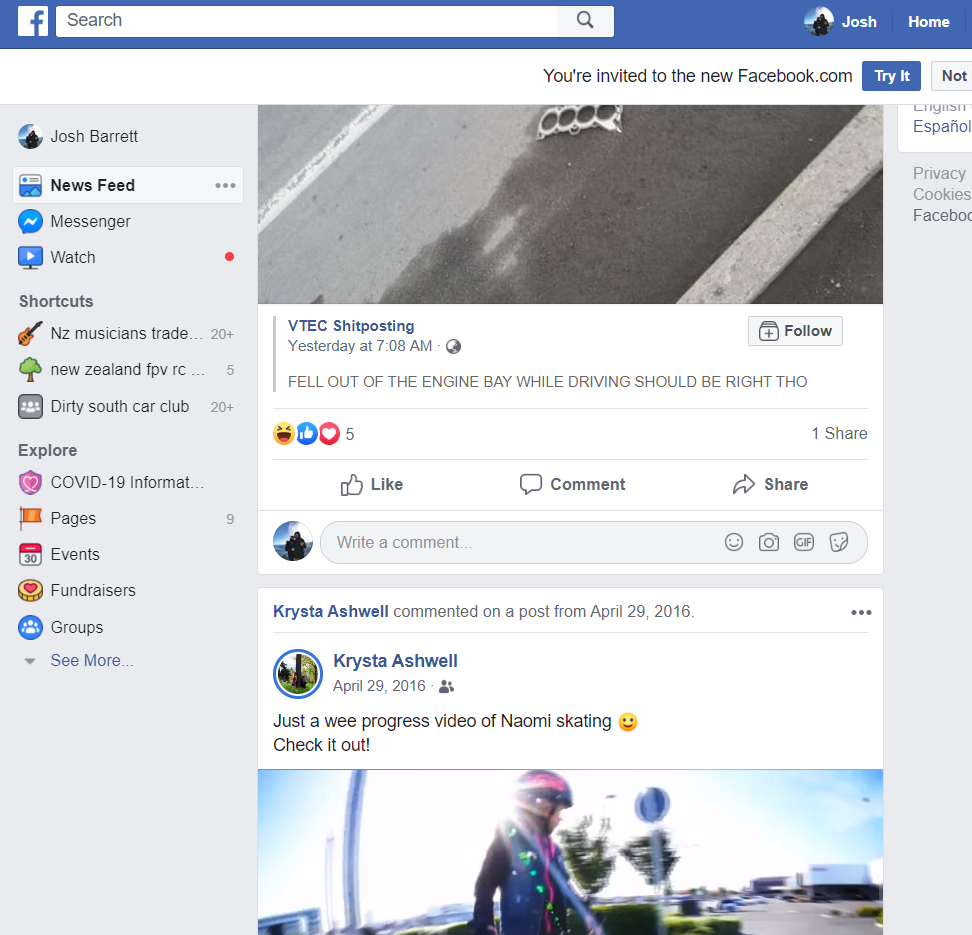 Search
Josh
Home
You're invited to the new Facebook.com
Try It
Not
English
Español
Privacy
Cookies
Faceboo
Josh Barrett
News Feed
Messenger
Watch
Shortcuts
Nz musicians trade... 20+
new zealand fpv rc ... 5
Dirty south car club 20+
Explore
COVID-19 Informat...
Pages 9
30
Events
Fundraisers
Groups
See More...
VTEC Shitposting
Yesterday at 7:08 AM ·
Follow
FELL OUT OF THE ENGINE BAY WHILE DRIVING SHOULD BE RIGHT THO
5
1 Share
Like
Comment
Share
Write a comment...
GIF
Krysta Ashwell commented on a post from April 29, 2016.
Krysta Ashwell
April 29, 2016 ·
Just a wee progress video of Naomi skating
Check it out!